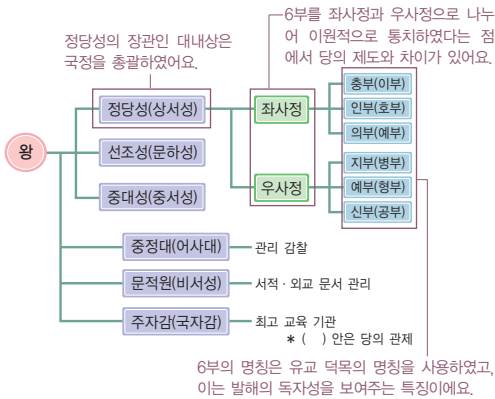 6부를 좌사정과 우사정으로 나누
어 이원적으로 통치하였다는 점
에서 당의 제도와 차이가 있어요.
정당성의 장관인 대내상은
국정을 총괄하였어요.
왕
정당성(상서성)
선조성(문하성)
중대성(중서성)
좌사정
우사정
충부(이부)
인부(호부)
의부(예부)
지부(병부)
예부(형부)
신부(공부)
중정대(어사대)
관리 감찰
문적원(비서성)
서적·외교 문서 관리
주자감(국자감)
최고 교육 기관
* ( ) 안은 당의 관제
6부의 명칭은 유교 덕목의 명칭을 사용하였고,
이는 발해의 독자성을 보여주는 특징이에요.